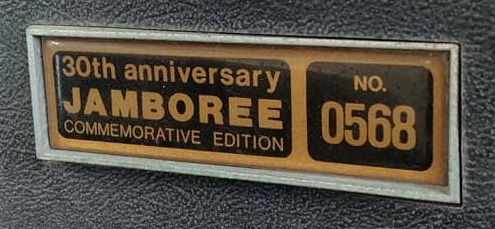 30th anniversary
JAMBOREE
COMMEMORATIVE EDITION
NO.
0568